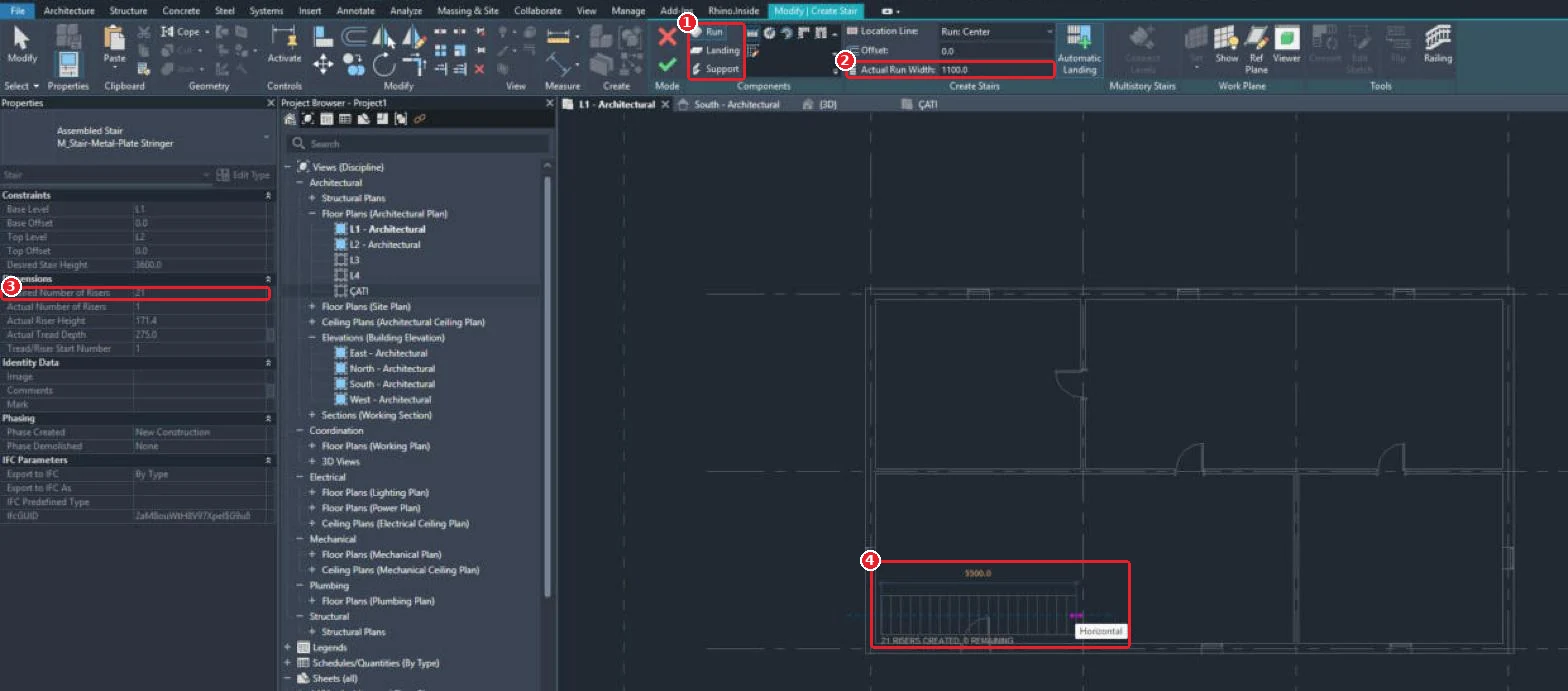 File Architecture Structure Concrete Steel Systems Insert Annotate Analyze Massing & Site Collaborate View Manage Add-Ins Rhino.Inside Modify | Create Stair
1
Cope
Run
Location Line: Run: Center
Modify Paste Activate
Landing
Offset: 0.0
2
Automatic Landing
Show Ref Plane Viewer Railing
Support
Actual Run Width: 1100.0
Select Properties Clipboard Geometry Controls Modify View Measure Create Mode Components Create Stairs Multistory Stairs Work Plane Tools
Properties
Assembled Stair
M_Stair-Metal-Plate Stringer
Stair Edit Type
Constraints
Base Level L1
Base Offset 0.0
Top Level L2
Top Offset 0.0
Desired Stair Height 3600.0
3
Number of Risers 21
Actual Number of Risers 1
Actual Riser Height 171.4
Actual Tread Depth 275.0
Tread/Riser Start Number 1
Identity Data
Image
Comments
Mark
Phasing
Phase Created New Construction
Phase Demolished None
IFC Parameters
Export to IFC By Type
Export to IFC As
IFC Predefined Type
IfcGUID
Project Browser - Project1
Search
Views (Discipline)
Architectural
Structural Plans
Floor Plans (Architectural Plan)
L1 - Architectural
L2 - Architectural
L3
L4
ÇATI
Floor Plans (Site Plan)
Ceiling Plans (Architectural Ceiling Plan)
Elevations (Building Elevation)
East - Architectural
North - Architectural
South - Architectural
West - Architectural
Sections (Working Section)
Coordination
Floor Plans (Working Plan)
3D Views
Electrical
Floor Plans (Lighting Plan)
Floor Plans (Power Plan)
Ceiling Plans (Electrical Ceiling Plan)
Mechanical
Floor Plans (Mechanical Plan)
Ceiling Plans (Mechanical Ceiling Plan)
Plumbing
Floor Plans (Plumbing Plan)
Structural
Structural Plans
Legends
Schedules/Quantities (By Type)
Sheets (all)
L1 - Architectural South - Architectural {3D} ÇATI
4
5500.0
Horizontal
21 RISERS CREATED, 0 REMAINING